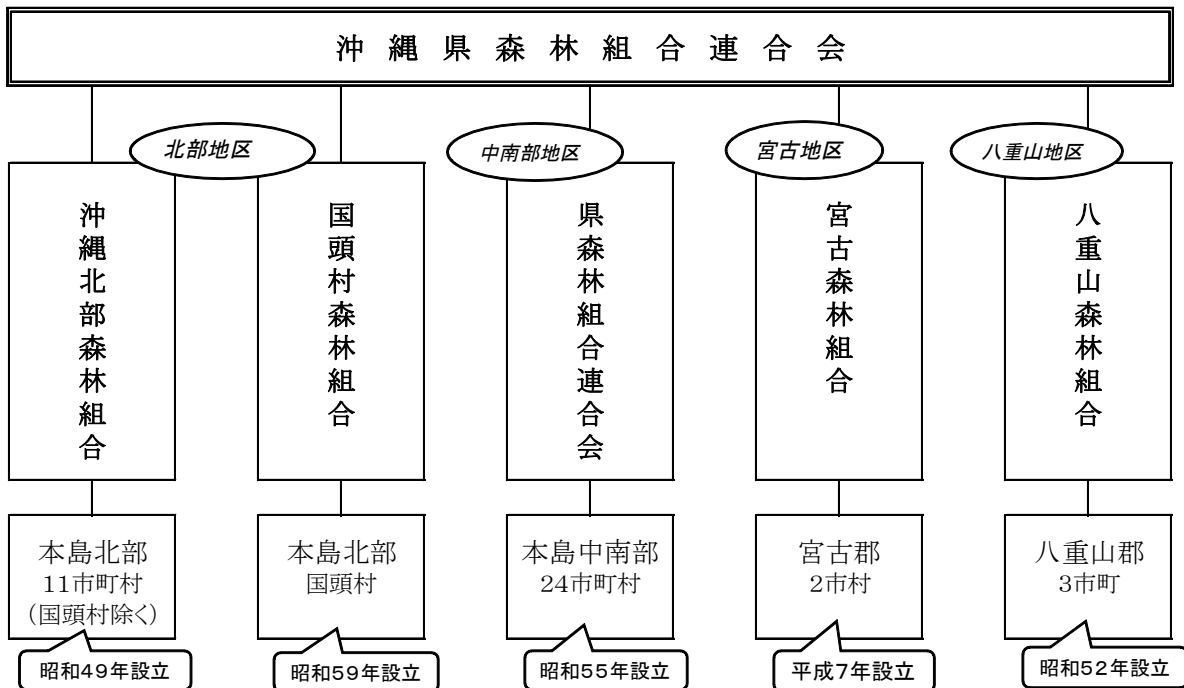 沖縄県森林組合連合会
北部地区
中南部地区
宮古地区
八重山地区
沖縄北部森林組合
国頭村森林組合
県森林組合連合会
宮古森林組合
八重山森林組合
本島北部
11市町村
(国頭村除く)
本島北部
国頭村
本島中南部
24市町村
宮古郡
2市村
八重山郡
3市町
昭和49年設立
昭和59年設立
昭和55年設立
平成7年設立
昭和52年設立